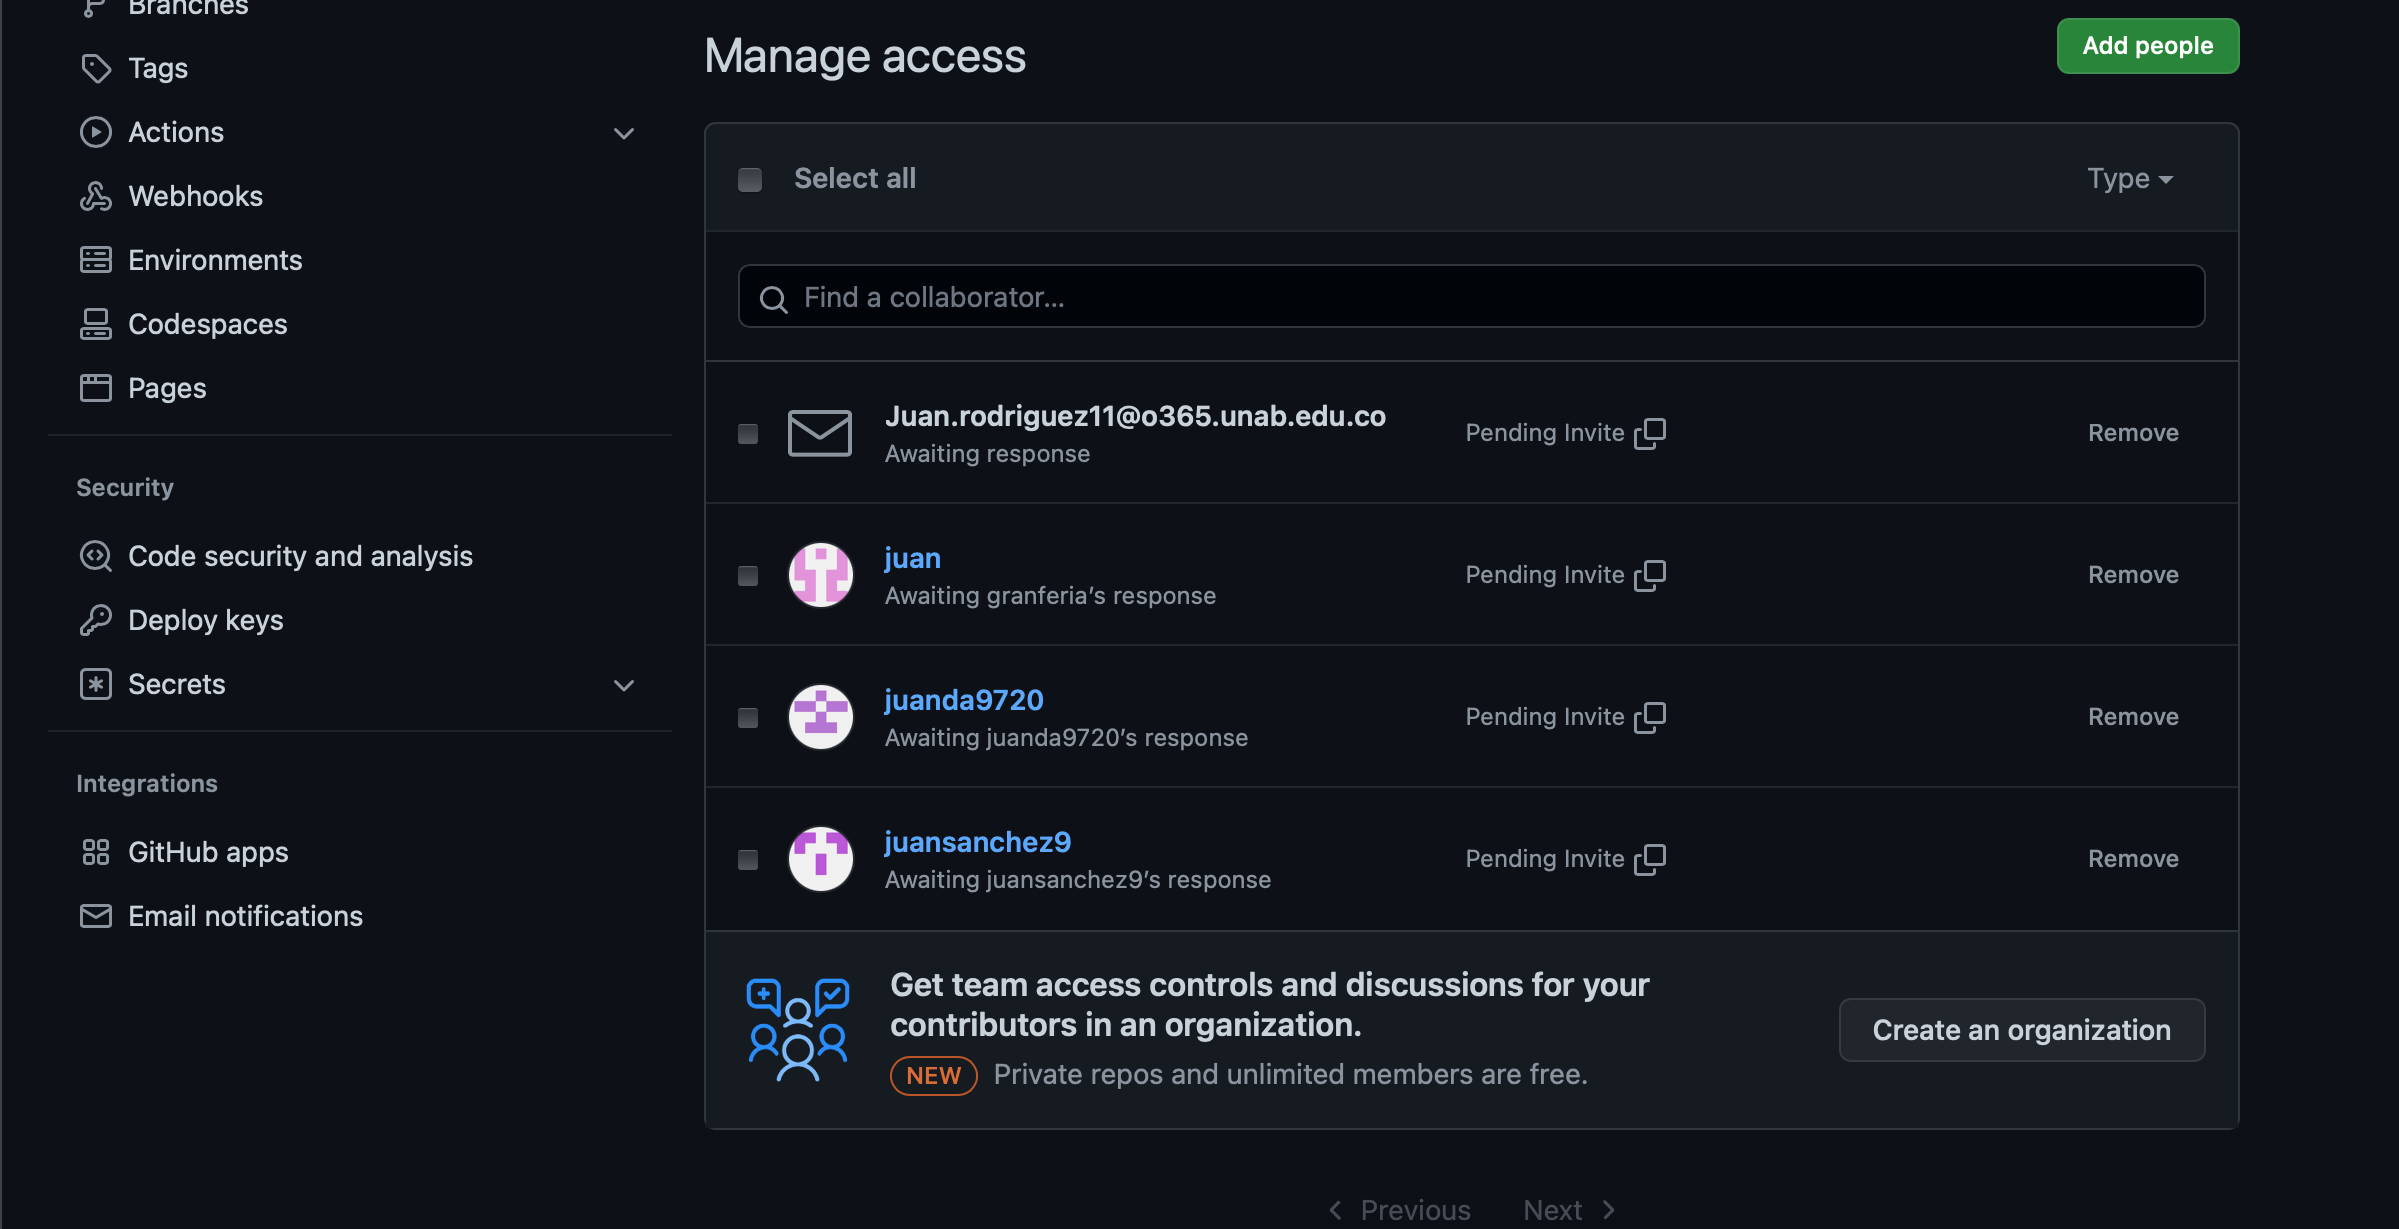 Branches
Tags
Actions
Webhooks
Environments
Codespaces
Pages
Security
Code security and analysis
Deploy keys
Secrets
Integrations
GitHub apps
Email notifications
Manage access
Add people
Select all
Type
Find a collaborator...
Juan.rodriguez11@o365.unab.edu.co
Awaiting response
Pending Invite
Remove
juan
Awaiting granferia’s response
Pending Invite
Remove
juanda9720
Awaiting juanda9720’s response
Pending Invite
Remove
juansanchez9
Awaiting juansanchez9’s response
Pending Invite
Remove
Get team access controls and discussions for your
contributors in an organization.
NEW Private repos and unlimited members are free.
Create an organization
Previous Next